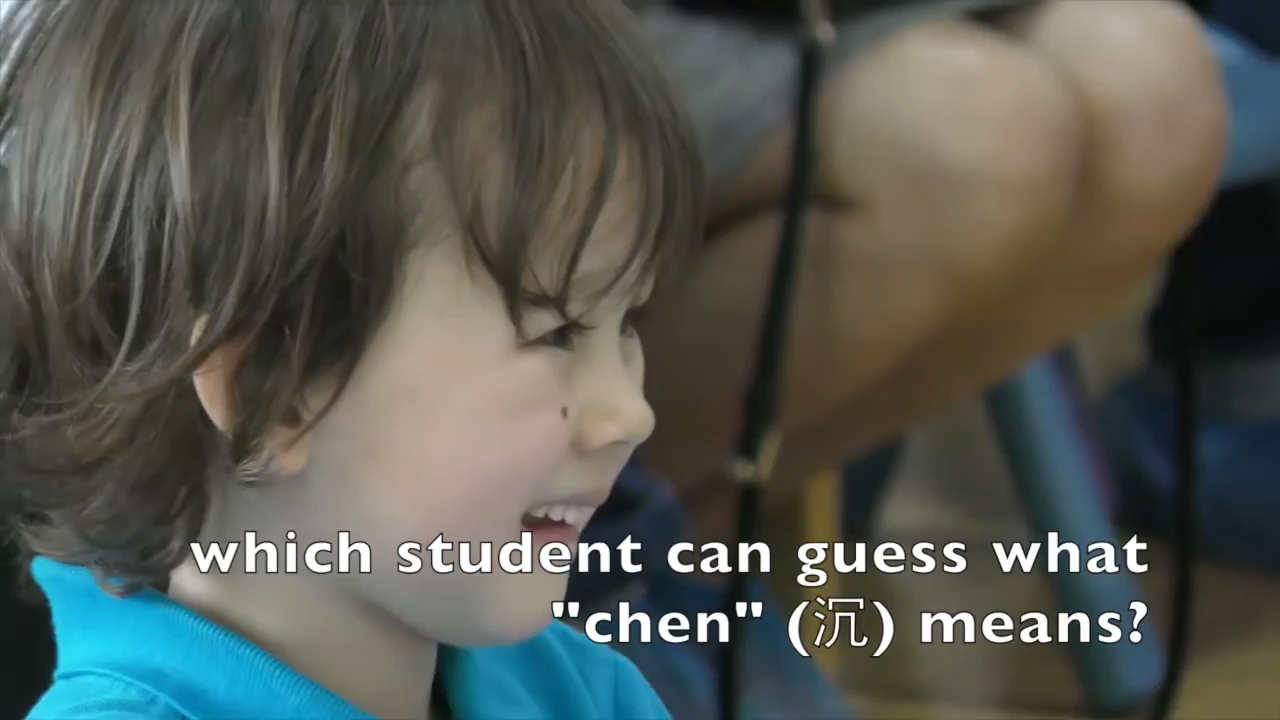 which student can guess what
"chen" (沉) means?